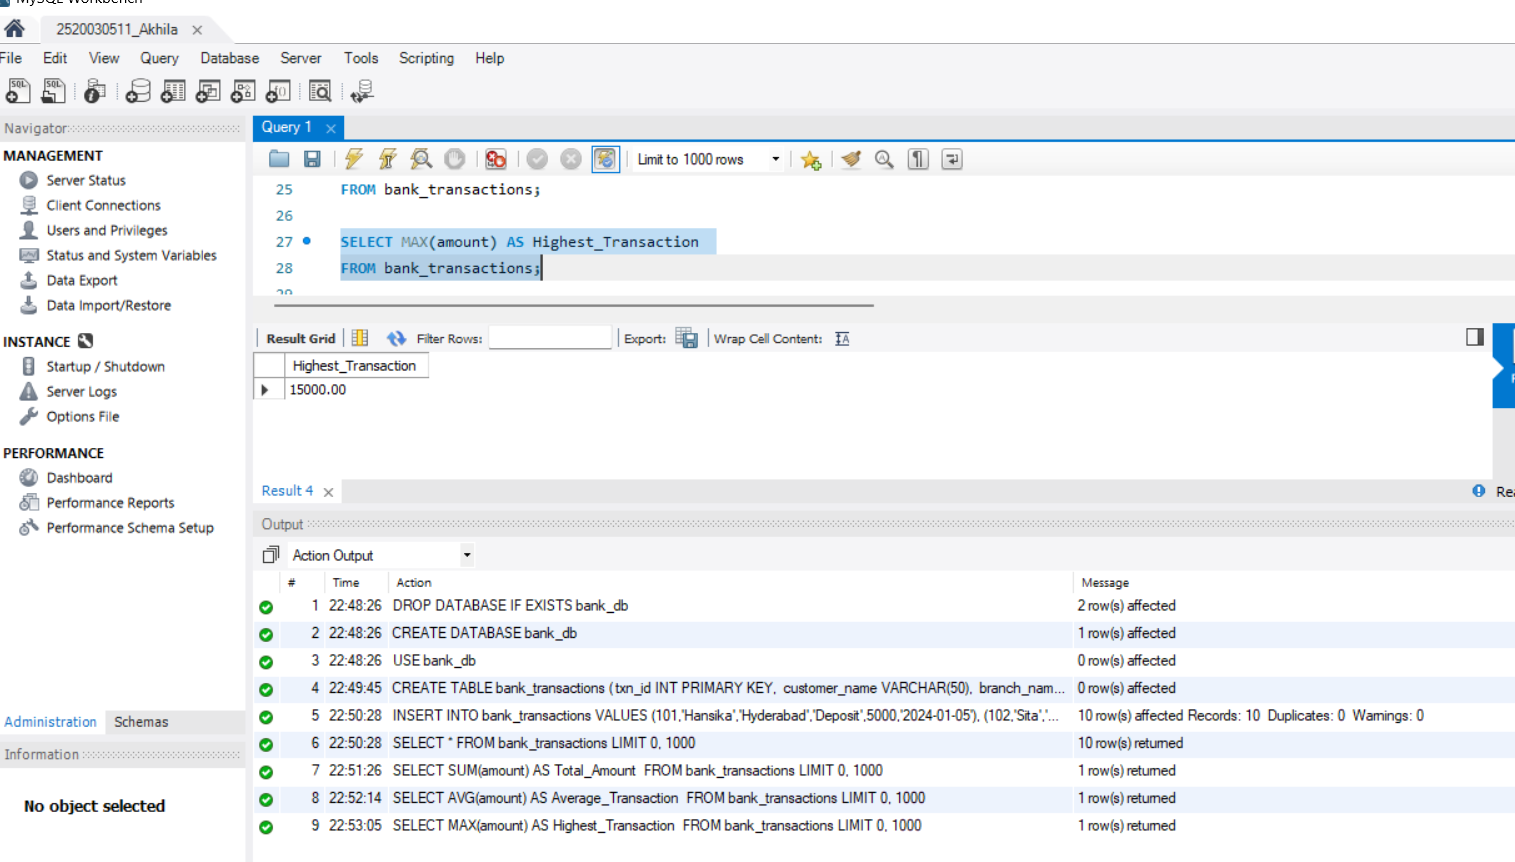 MySQL Workbench
2520030511_Akhila
File Edit View Query Database Server Tools Scripting Help
Navigator
MANAGEMENT
Server Status
Client Connections
Users and Privileges
Status and System Variables
Data Export
Data Import/Restore
INSTANCE
Startup / Shutdown
Server Logs
Options File
PERFORMANCE
Dashboard
Performance Reports
Performance Schema Setup
Administration Schemas
Information
No object selected
Query 1
Limit to 1000 rows
25 FROM bank_transactions;
26
27 SELECT MAX(amount) AS Highest_Transaction
28 FROM bank_transactions;
29
Result Grid Filter Rows: Export: Wrap Cell Content:
Highest_Transaction
15000.00
Result 4
Output
Action Output
# Time Action Message
1 22:48:26 DROP DATABASE IF EXISTS bank_db 2 row(s) affected
2 22:48:26 CREATE DATABASE bank_db 1 row(s) affected
3 22:48:26 USE bank_db 0 row(s) affected
4 22:49:45 CREATE TABLE bank_transactions ( txn_id INT PRIMARY KEY, customer_name VARCHAR(50), branch_nam... 0 row(s) affected
5 22:50:28 INSERT INTO bank_transactions VALUES (101,'Hansika','Hyderabad','Deposit',5000,'2024-01-05'), (102,'Sita','... 10 row(s) affected Records: 10 Duplicates: 0 Warnings: 0
6 22:50:28 SELECT * FROM bank_transactions LIMIT 0, 1000 10 row(s) returned
7 22:51:26 SELECT SUM(amount) AS Total_Amount FROM bank_transactions LIMIT 0, 1000 1 row(s) returned
8 22:52:14 SELECT AVG(amount) AS Average_Transaction FROM bank_transactions LIMIT 0, 1000 1 row(s) returned
9 22:53:05 SELECT MAX(amount) AS Highest_Transaction FROM bank_transactions LIMIT 0, 1000 1 row(s) returned